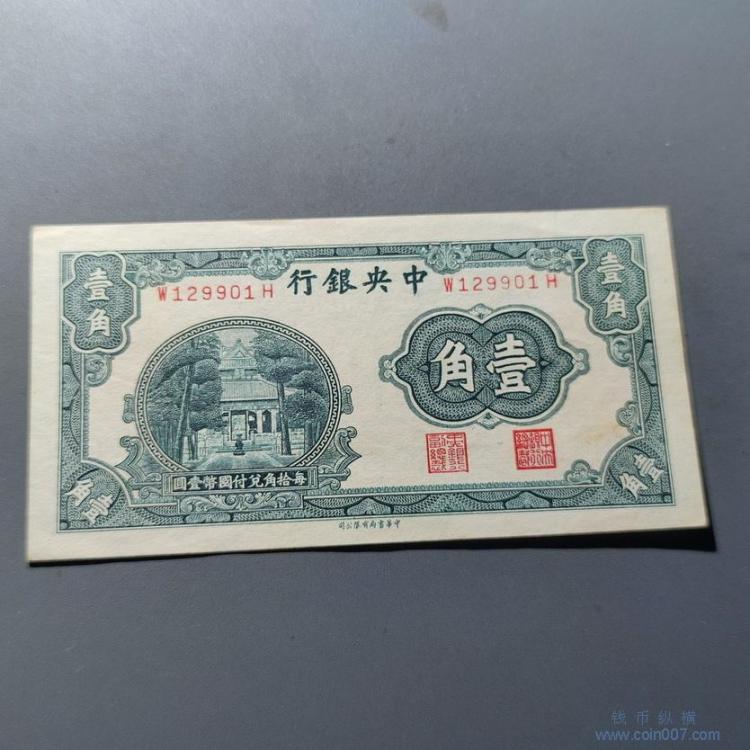 壹角
壹角
中央銀行
W129901H
W129901H
壹角
每拾角兌付國幣壹圓
壹角
壹角
中華書局有限公司
钱币纵横
www.coin007.com